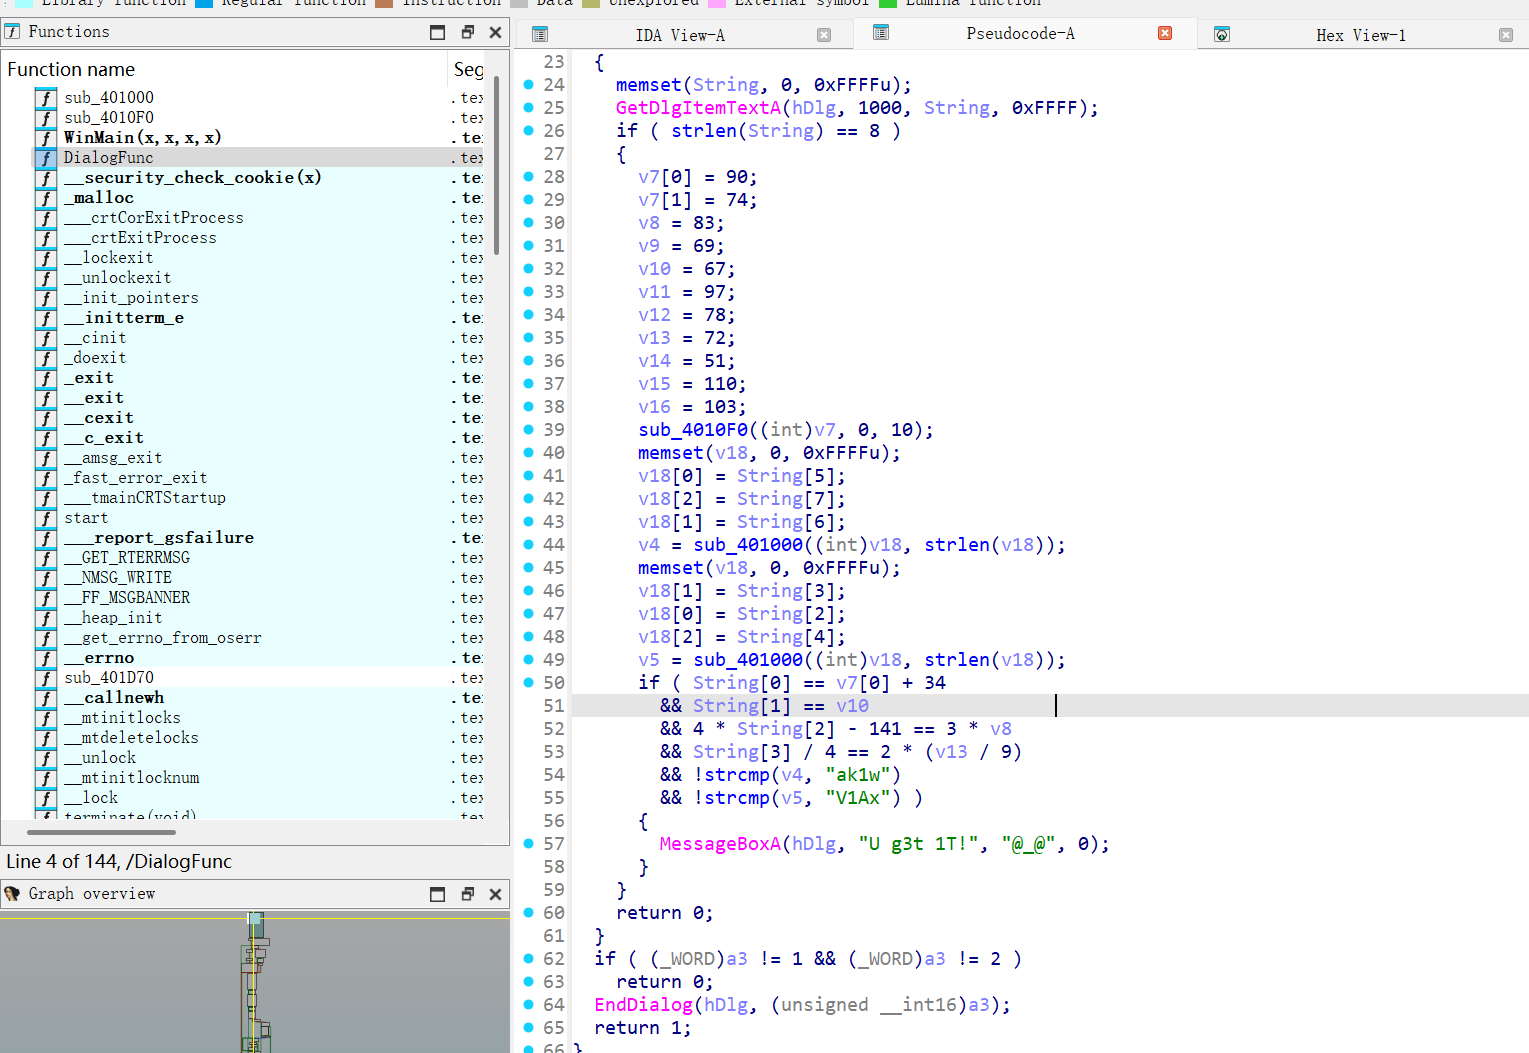 Library function Regular function Instruction Data Unexplored External symbol Lumina function
Functions
Function name Seg
sub_401000 .tex
sub_4010F0 .tex
WinMain(x,x,x,x) .te
DialogFunc .tex
__security_check_cookie(x) .te
_malloc .te
___crtCorExitProcess .tex
___crtExitProcess .tex
__lockexit .tex
__unlockexit .tex
__init_pointers .tex
__initterm_e .te
__cinit .tex
_doexit .tex
_exit .te
__exit .te
__cexit .te
__c_exit .te
__amsg_exit .tex
_fast_error_exit .tex
___tmainCRTStartup .tex
start .tex
___report_gsfailure .te
__GET_RTERRMSG .tex
__NMSG_WRITE .tex
__FF_MSGBANNER .tex
__heap_init .tex
__get_errno_from_oserr .tex
__errno .te
sub_401D70 .tex
__callnewh .te
__mtinitlocks .tex
__mtdeletelocks .tex
__unlock .tex
__mtinitlocknum .tex
__lock .tex
terminate(void) .tex
Line 4 of 144, /DialogFunc
Graph overview
IDA View-A Pseudocode-A Hex View-1
23 {
24 memset(String, 0, 0xFFFFu);
25 GetDlgItemTextA(hDlg, 1000, String, 0xFFFF);
26 if ( strlen(String) == 8 )
27 {
28 v7[0] = 90;
29 v7[1] = 74;
30 v8 = 83;
31 v9 = 69;
32 v10 = 67;
33 v11 = 97;
34 v12 = 78;
35 v13 = 72;
36 v14 = 51;
37 v15 = 110;
38 v16 = 103;
39 sub_4010F0((int)v7, 0, 10);
40 memset(v18, 0, 0xFFFFu);
41 v18[0] = String[5];
42 v18[2] = String[7];
43 v18[1] = String[6];
44 v4 = sub_401000((int)v18, strlen(v18));
45 memset(v18, 0, 0xFFFFu);
46 v18[1] = String[3];
47 v18[0] = String[2];
48 v18[2] = String[4];
49 v5 = sub_401000((int)v18, strlen(v18));
50 if ( String[0] == v7[0] + 34
51 && String[1] == v10
52 && 4 * String[2] - 141 == 3 * v8
53 && String[3] / 4 == 2 * (v13 / 9)
54 && !strcmp(v4, "ak1w")
55 && !strcmp(v5, "V1Ax") )
56 {
57 MessageBoxA(hDlg, "U g3t 1T!", "@_@", 0);
58 }
59 }
60 return 0;
61 }
62 if ( (_WORD)a3 != 1 && (_WORD)a3 != 2 )
63 return 0;
64 EndDialog(hDlg, (unsigned __int16)a3);
65 return 1;
66 }